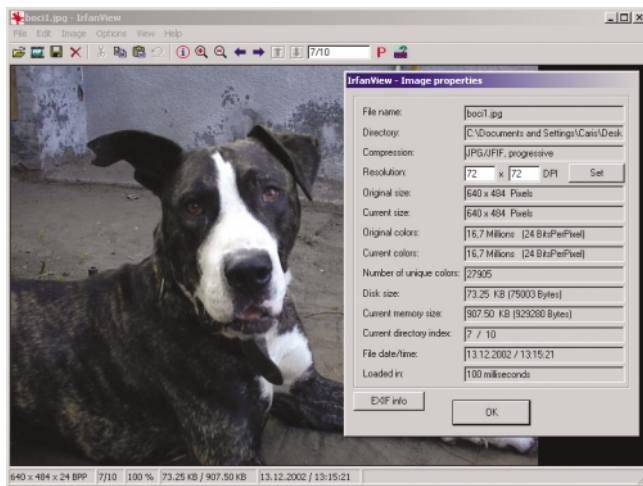 boci1.jpg - IrfanView
File Edit Image Options View Help
7/10
IrfanView - Image properties
File name: boci1.jpg
Directory: C:\Documents and Settings\Caris\Desk
Compression: JPG/JFIF, progressive
Resolution: 72 x 72 DPI Set
Original size: 640 x 484 Pixels
Current size: 640 x 484 Pixels
Original colors: 16,7 Millions (24 BitsPerPixel)
Current colors: 16,7 Millions (24 BitsPerPixel)
Number of unique colors: 27905
Disk size: 73.25 KB (75003 Bytes)
Current memory size: 907.50 KB (929280 Bytes)
Current directory index: 7 / 10
File date/time: 13.12.2002 / 13:15:21
Loaded in: 100 milliseconds
EXIF info OK
640 x 484 x 24 BPP 7/10 100 % 73.25 KB / 907.50 KB 13.12.2002 / 13:15:21